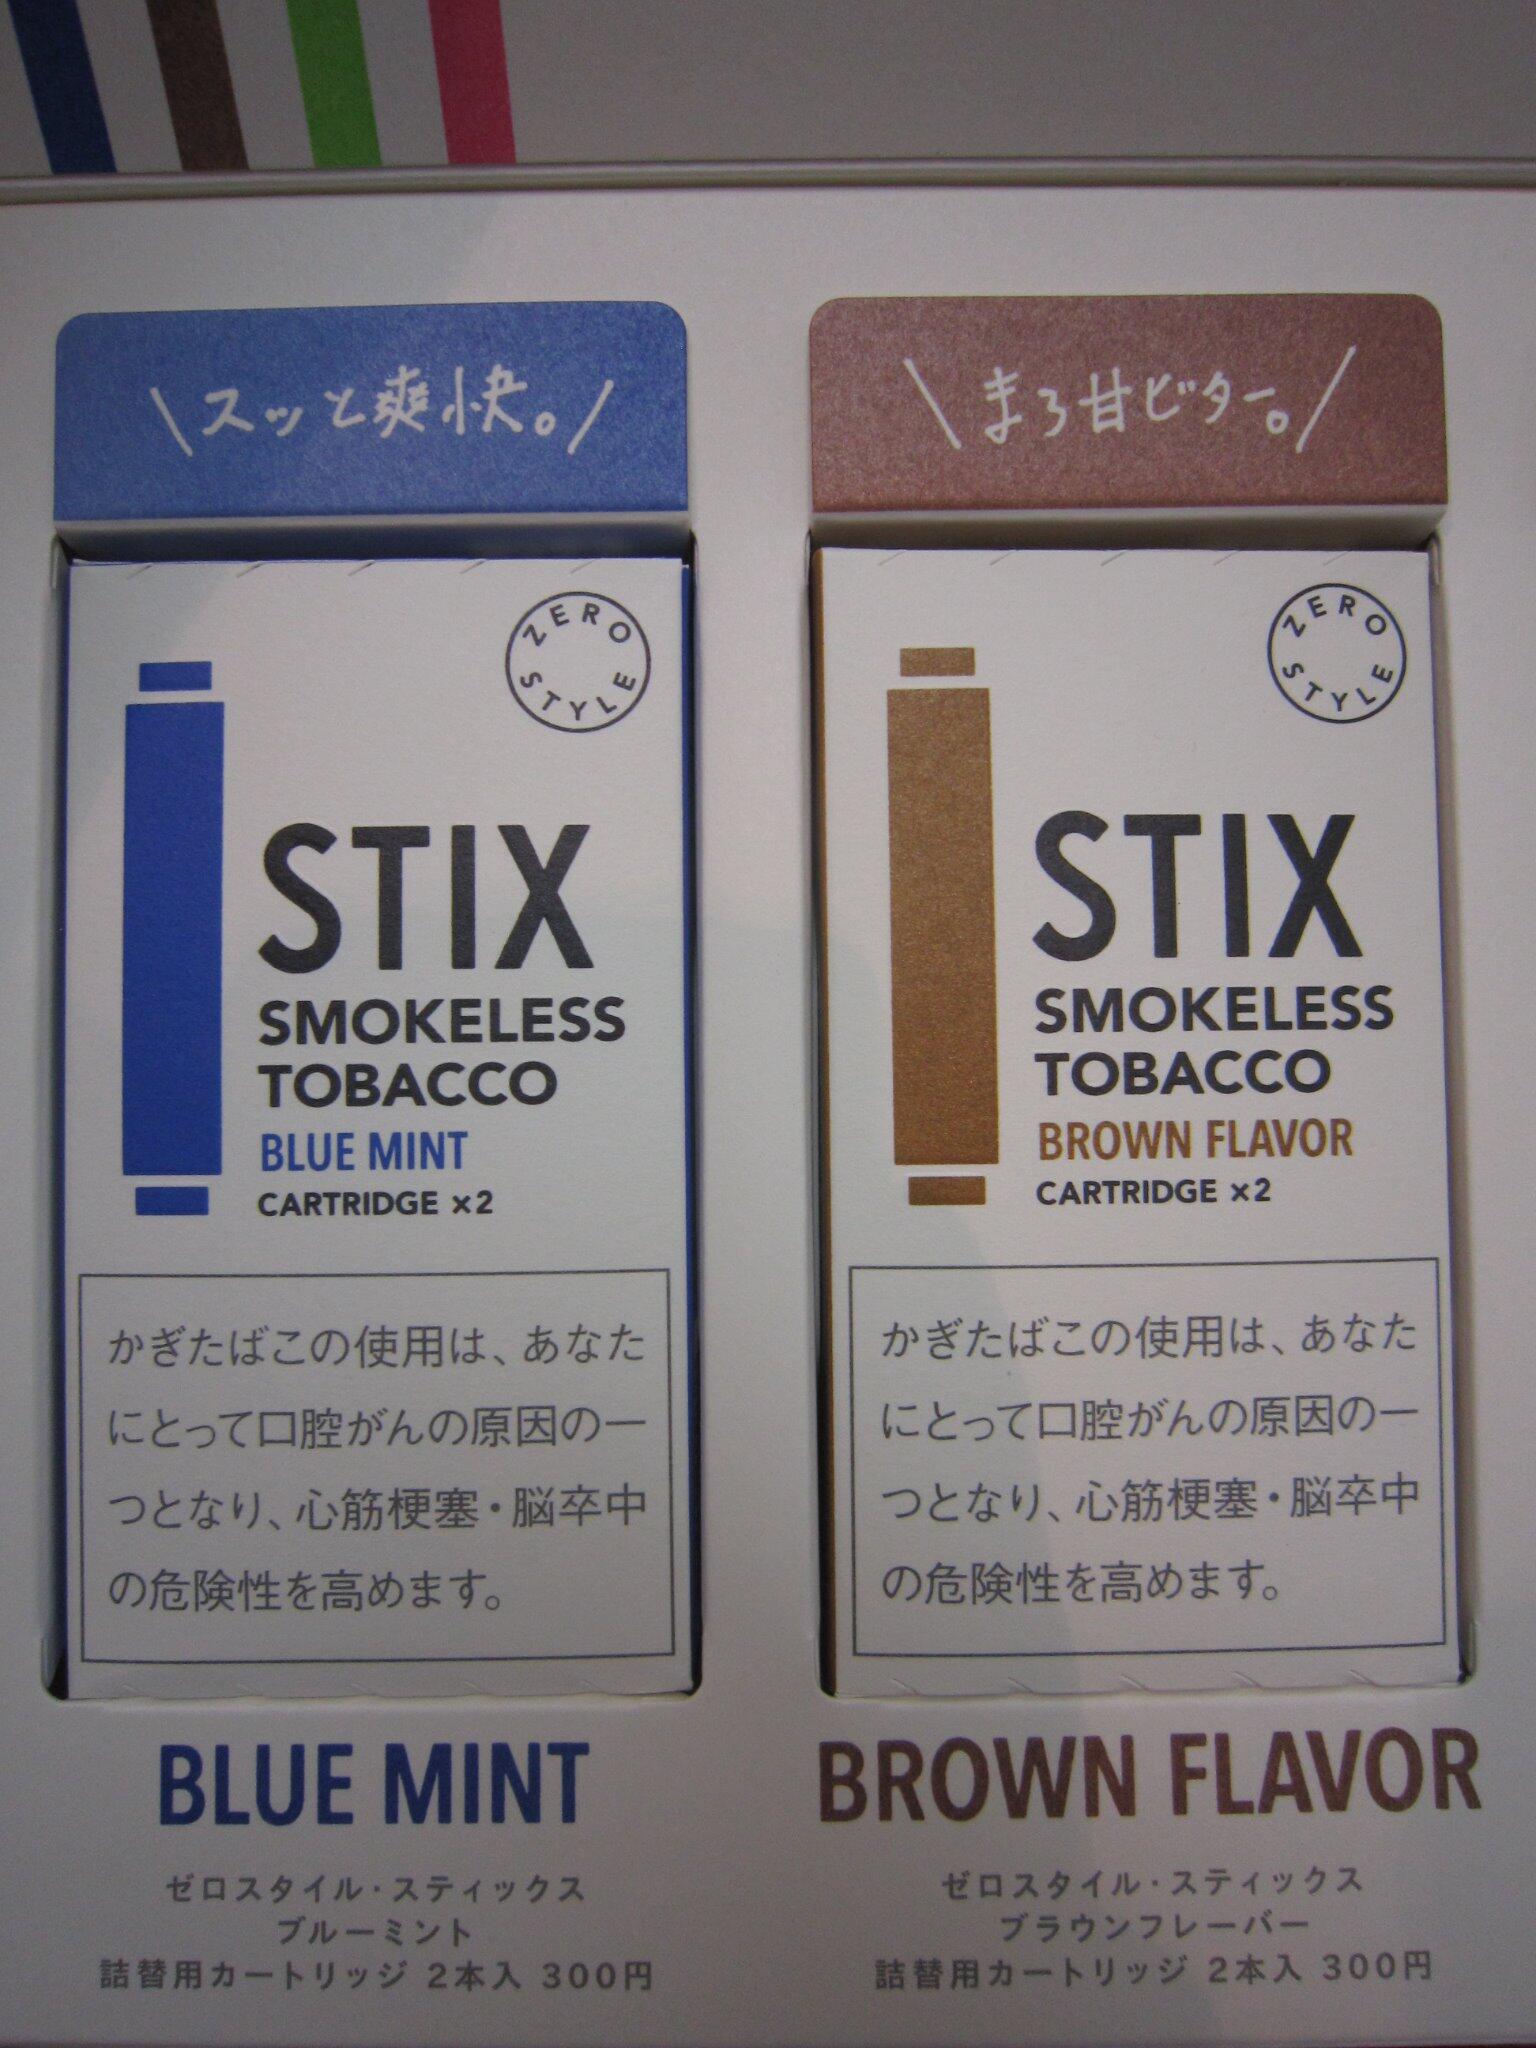 スッと爽快。
ZERO STYLE
STIX
SMOKELESS
TOBACCO
BLUE MINT
CARTRIDGE ×2
かぎたばこの使用は、あなた
にとって口腔がんの原因の一
つとなり、心筋梗塞・脳卒中
の危険性を高めます。
BLUE MINT
ゼロスタイル・スティックス
ブルーミント
詰替用カートリッジ 2本入 300円
まろ甘ビター。
ZERO STYLE
STIX
SMOKELESS
TOBACCO
BROWN FLAVOR
CARTRIDGE ×2
かぎたばこの使用は、あなた
にとって口腔がんの原因の一
つとなり、心筋梗塞・脳卒中
の危険性を高めます。
BROWN FLAVOR
ゼロスタイル・スティックス
ブラウンフレーバー
詰替用カートリッジ 2本入 300円